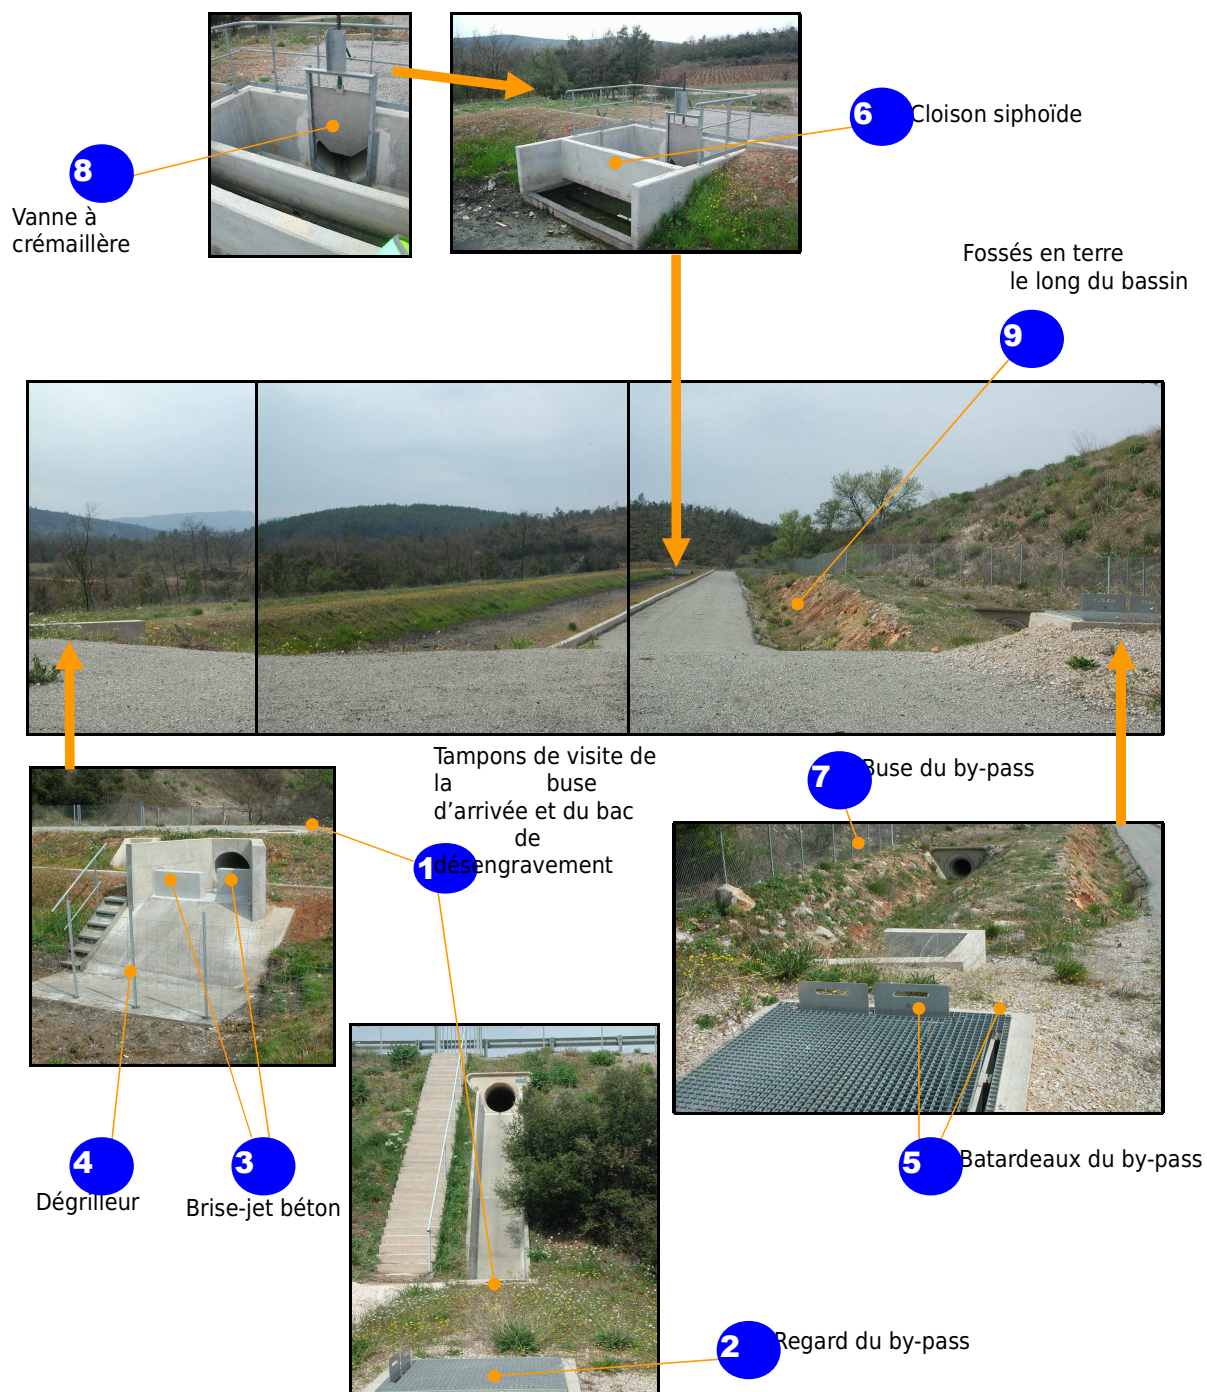 6
Cloison siphoïde
8
Vanne à
crémaillère
Fossés en terre
le long du bassin
9
Tampons de visite de
la buse
d’arrivée et du bac
de
désengravement
1
7
Buse du by-pass
4
Dégrilleur
3
Brise-jet béton
5
Batardeaux du by-pass
2
Regard du by-pass